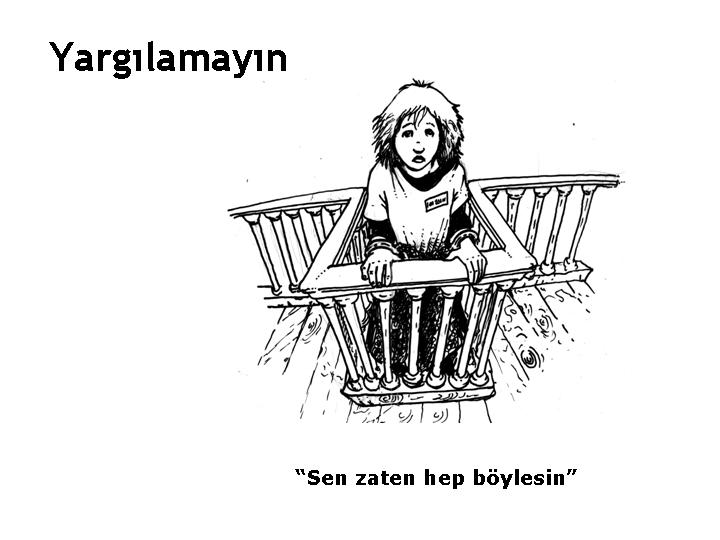 Yargılamayın
“Sen zaten hep böylesin”